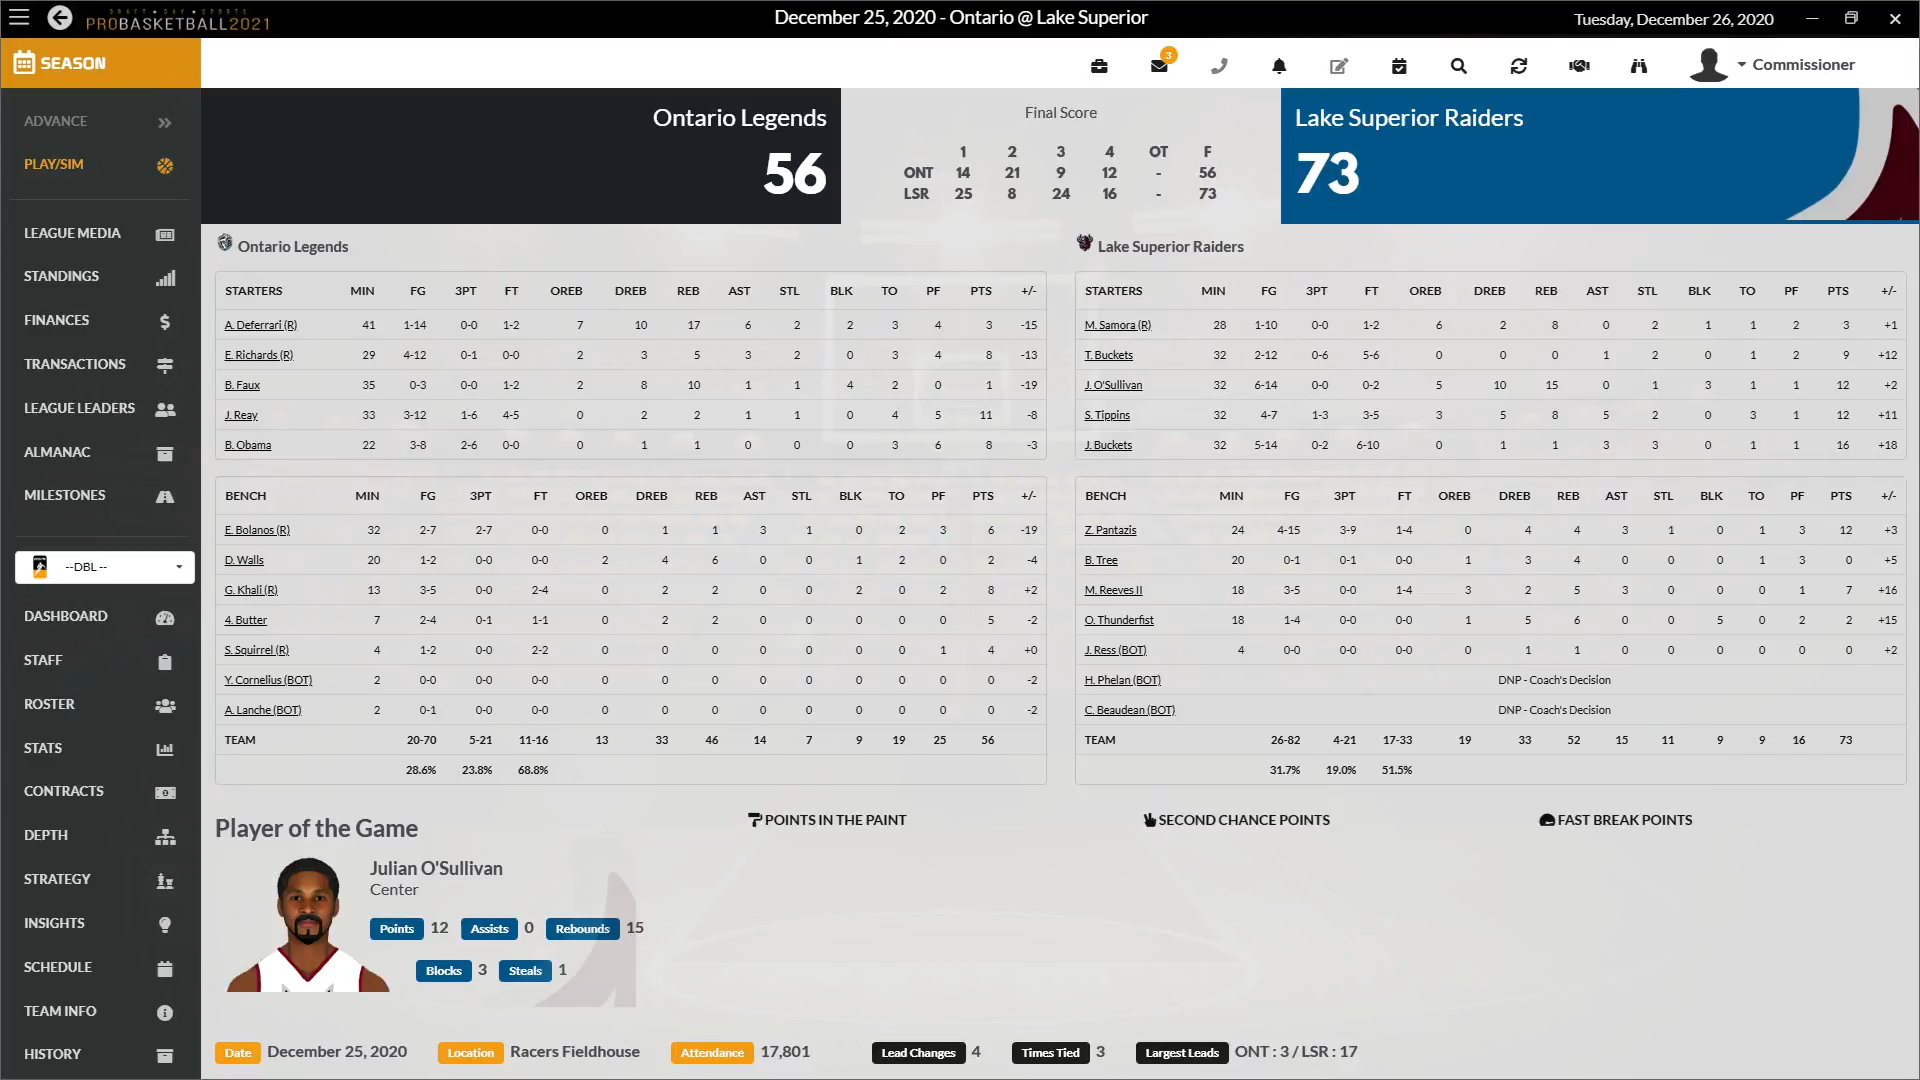 DRAFT • DAY • SPORTS
PROBASKETBALL2021
December 25, 2020 - Ontario @ Lake Superior
Tuesday, December 26, 2020
SEASON
3
Commissioner
ADVANCE
PLAY/SIM
LEAGUE MEDIA
STANDINGS
FINANCES
TRANSACTIONS
LEAGUE LEADERS
ALMANAC
MILESTONES
--DBL --
DASHBOARD
STAFF
ROSTER
STATS
CONTRACTS
DEPTH
STRATEGY
INSIGHTS
SCHEDULE
TEAM INFO
HISTORY
Ontario Legends
56
Final Score
1 2 3 4 OT F
ONT 14 21 9 12 - 56
LSR 25 8 24 16 - 73
Lake Superior Raiders
73
Ontario Legends
STARTERS MIN FG 3PT FT OREB DREB REB AST STL BLK TO PF PTS +/-
A. Deferrari (R) 41 1-14 0-0 1-2 7 10 17 6 2 2 3 4 3 -15
E. Richards (R) 29 4-12 0-1 0-0 2 3 5 3 2 0 3 4 8 -13
B. Faux 35 0-3 0-0 1-2 2 8 10 1 1 4 2 0 1 -19
J. Reay 33 3-12 1-6 4-5 0 2 2 1 1 0 4 5 11 -8
B. Obama 22 3-8 2-6 0-0 0 1 1 0 0 0 3 6 8 -3
BENCH MIN FG 3PT FT OREB DREB REB AST STL BLK TO PF PTS +/-
E. Bolanos (R) 32 2-7 2-7 0-0 0 1 1 3 1 0 2 3 6 -19
D. Walls 20 1-2 0-0 0-0 2 4 6 0 0 1 2 0 2 -4
G. Khali (R) 13 3-5 0-0 2-4 0 2 2 0 0 2 0 2 8 +2
4. Butter 7 2-4 0-1 1-1 0 2 2 0 0 0 0 0 5 -2
S. Squirrel (R) 4 1-2 0-0 2-2 0 0 0 0 0 0 0 1 4 +0
Y. Cornelius (BOT) 2 0-0 0-0 0-0 0 0 0 0 0 0 0 0 0 -2
A. Lanche (BOT) 2 0-1 0-0 0-0 0 0 0 0 0 0 0 0 0 -2
TEAM 20-70 5-21 11-16 13 33 46 14 7 9 19 25 56
28.6% 23.8% 68.8%
Lake Superior Raiders
STARTERS MIN FG 3PT FT OREB DREB REB AST STL BLK TO PF PTS +/-
M. Samora (R) 28 1-10 0-0 1-2 6 2 8 0 2 1 1 2 3 +1
T. Buckets 32 2-12 0-6 5-6 0 0 0 1 2 0 1 2 9 +12
J. O'Sullivan 32 6-14 0-0 0-2 5 10 15 0 1 3 1 1 12 +2
S. Tippins 32 4-7 1-3 3-5 3 5 8 5 2 0 3 1 12 +11
J. Buckets 32 5-14 0-2 6-10 0 1 1 3 3 0 1 1 16 +18
BENCH MIN FG 3PT FT OREB DREB REB AST STL BLK TO PF PTS +/-
Z. Pantazis 24 4-15 3-9 1-4 0 4 4 3 1 0 1 3 12 +3
B. Tree 20 0-1 0-1 0-0 1 3 4 0 0 0 1 3 0 +5
M. Reeves II 18 3-5 0-0 1-4 3 2 5 3 0 0 0 1 7 +16
O. Thunderfist 18 1-4 0-0 0-0 1 5 6 0 0 5 0 2 2 +15
J. Ress (BOT) 4 0-0 0-0 0-0 0 1 1 0 0 0 0 0 0 +2
H. Phelan (BOT) DNP - Coach's Decision
C. Beaudean (BOT) DNP - Coach's Decision
TEAM 26-82 4-21 17-33 19 33 52 15 11 9 9 16 73
31.7% 19.0% 51.5%
Player of the Game
Julian O'Sullivan
Center
Points 12 Assists 0 Rebounds 15
Blocks 3 Steals 1
POINTS IN THE PAINT
SECOND CHANCE POINTS
FAST BREAK POINTS
Date December 25, 2020 Location Racers Fieldhouse Attendance 17,801 Lead Changes 4 Times Tied 3 Largest Leads ONT : 3 / LSR : 17